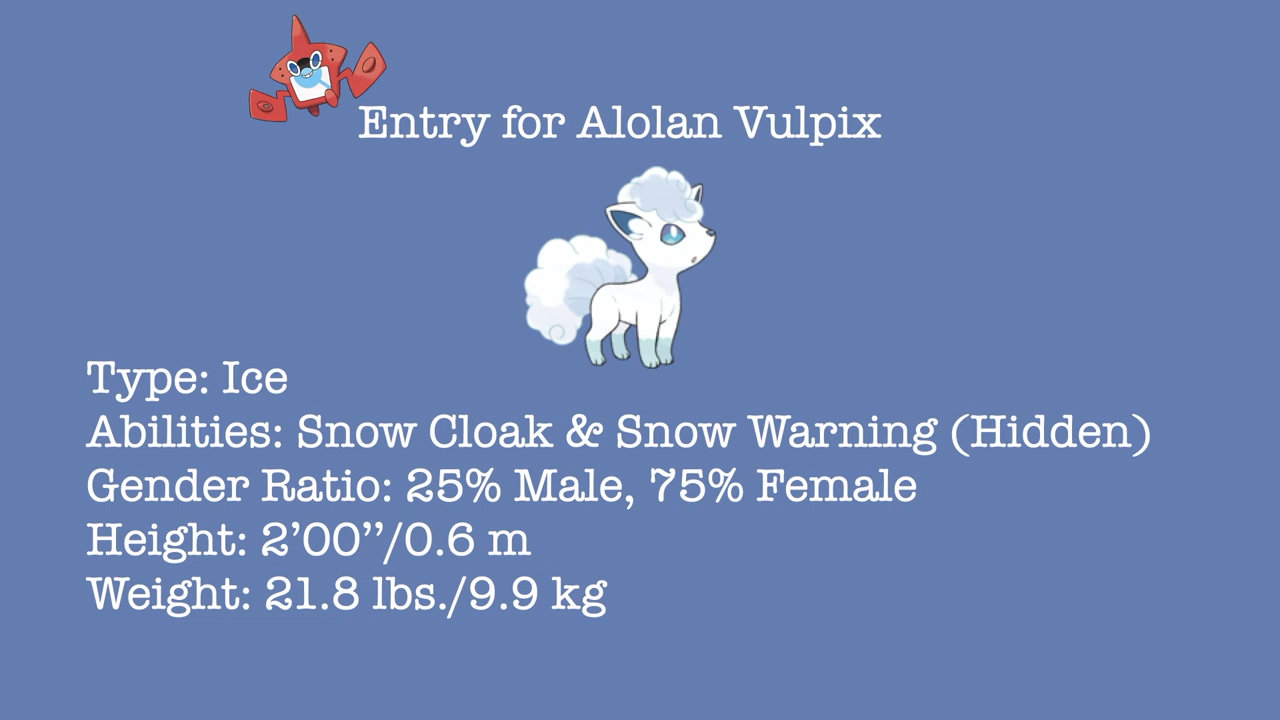 Entry for Alolan Vulpix
Type: Ice
Abilities: Snow Cloak & Snow Warning (Hidden)
Gender Ratio: 25% Male, 75% Female
Height: 2’00”/0.6 m
Weight: 21.8 lbs./9.9 kg